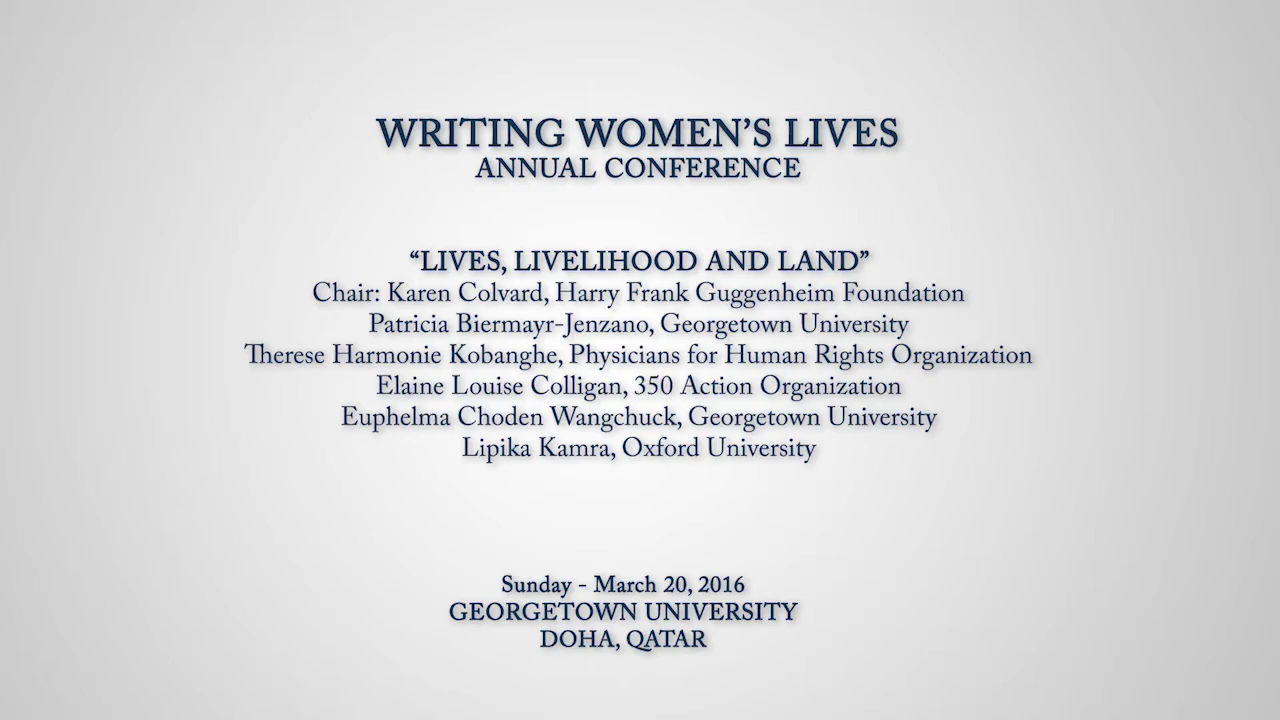 WRITING WOMEN’S LIVES
ANNUAL CONFERENCE
“LIVES, LIVELIHOOD AND LAND”
Chair: Karen Colvard, Harry Frank Guggenheim Foundation
Patricia Biermayr-Jenzano, Georgetown University
Therese Harmonie Kobanghe, Physicians for Human Rights Organization
Elaine Louise Colligan, 350 Action Organization
Euphelma Choden Wangchuck, Georgetown University
Lipika Kamra, Oxford University
Sunday - March 20, 2016
GEORGETOWN UNIVERSITY
DOHA, QATAR